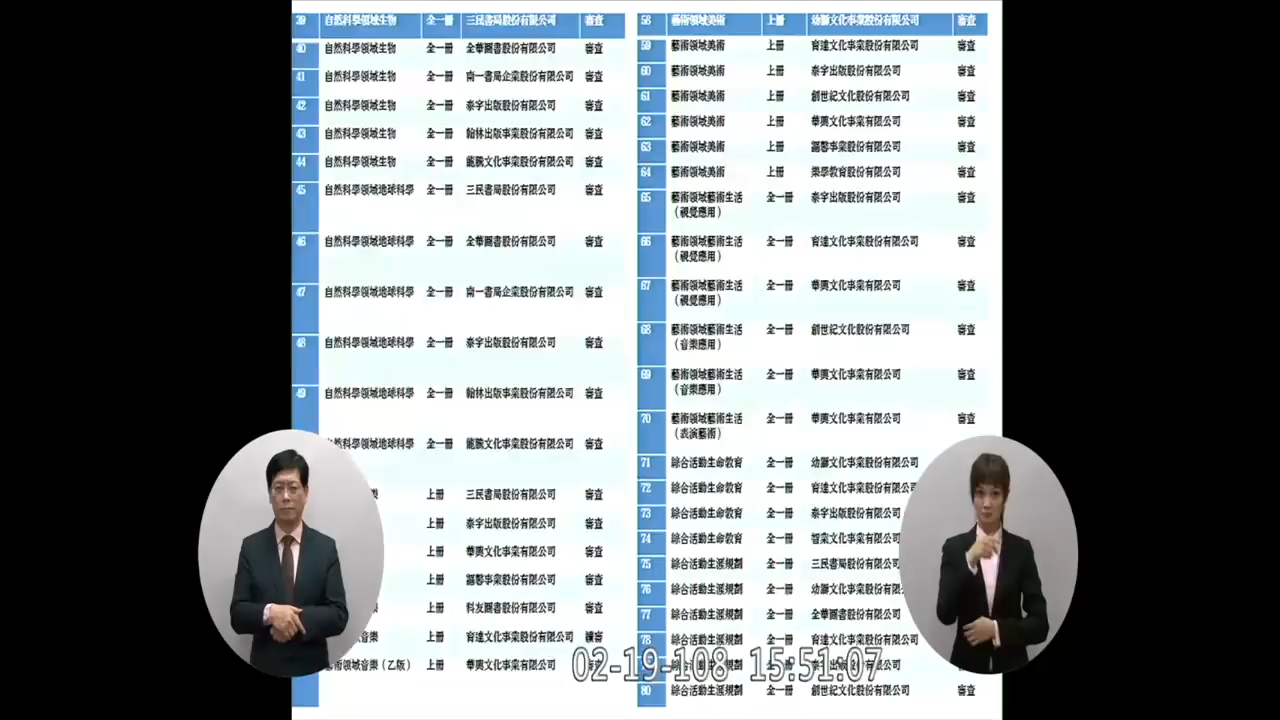 39 自然科學領域生物 全一冊 三民書局股份有限公司 審查
40 自然科學領域生物 全一冊 全華圖書股份有限公司 審查
41 自然科學領域生物 全一冊 南一書局企業股份有限公司 審查
42 自然科學領域生物 全一冊 泰宇出版股份有限公司 審查
43 自然科學領域生物 全一冊 翰林出版事業股份有限公司 審查
44 自然科學領域生物 全一冊 龍騰文化事業股份有限公司 審查
45 自然科學領域地球科學 全一冊 三民書局股份有限公司 審查
46 自然科學領域地球科學 全一冊 全華圖書股份有限公司 審查
47 自然科學領域地球科學 全一冊 南一書局企業股份有限公司 審查
48 自然科學領域地球科學 全一冊 泰宇出版股份有限公司 審查
49 自然科學領域地球科學 全一冊 翰林出版事業股份有限公司 審查
然科學領域地球科學 全一冊 龍騰文化事業股份有限公司 審查
樂 上冊 三民書局股份有限公司 審查
上冊 泰宇出版股份有限公司 審查
上冊 華興文化事業有限公司 審查
上冊 謳馨事業股份有限公司 審查
上冊 科友圖書股份有限公司 審查
音樂 上冊 育達文化事業股份有限公司 續審
藝術領域音樂（乙版） 上冊 華興文化事業有限公司
58 藝術領域美術 上冊 幼獅文化事業股份有限公司 審查
59 藝術領域美術 上冊 育達文化事業股份有限公司 審查
60 藝術領域美術 上冊 泰宇出版股份有限公司 審查
61 藝術領域美術 上冊 創世紀文化股份有限公司 審查
62 藝術領域美術 上冊 華興文化事業有限公司 審查
63 藝術領域美術 上冊 謳馨事業股份有限公司 審查
64 藝術領域美術 上冊 樂學教育股份有限公司 審查
65 藝術領域藝術生活 全一冊 泰宇出版股份有限公司 審查
（視覺應用）
66 藝術領域藝術生活 全一冊 育達文化事業股份有限公司 審查
（視覺應用）
67 藝術領域藝術生活 全一冊 華興文化事業有限公司 審查
（視覺應用）
68 藝術領域藝術生活 全一冊 創世紀文化股份有限公司 審查
（音樂應用）
69 藝術領域藝術生活 全一冊 華興文化事業有限公司 審查
（音樂應用）
70 藝術領域藝術生活 全一冊 華興文化事業有限公司 審查
（表演藝術）
71 綜合活動生命教育 全一冊 幼獅文化事業股份有限公司
72 綜合活動生命教育 全一冊 育達文化事業股份有限公
73 綜合活動生命教育 全一冊 泰宇出版股份有限公
74 綜合活動生命教育 全一冊 智業文化事業有限公
75 綜合活動生涯規劃 全一冊 三民書局股份有限公
76 綜合活動生涯規劃 全一冊 幼獅文化事業股份有限公
77 綜合活動生涯規劃 全一冊 全華圖書股份有限公司
78 綜合活動生涯規劃 全一冊 育達文化事業股份有限公司
綜合活動生涯規劃 全一冊 泰宇出版股份有限公司 審查
80 綜合活動生涯規劃 全一冊 創世紀文化股份有限公司 審查
02-19-108 15:51:07